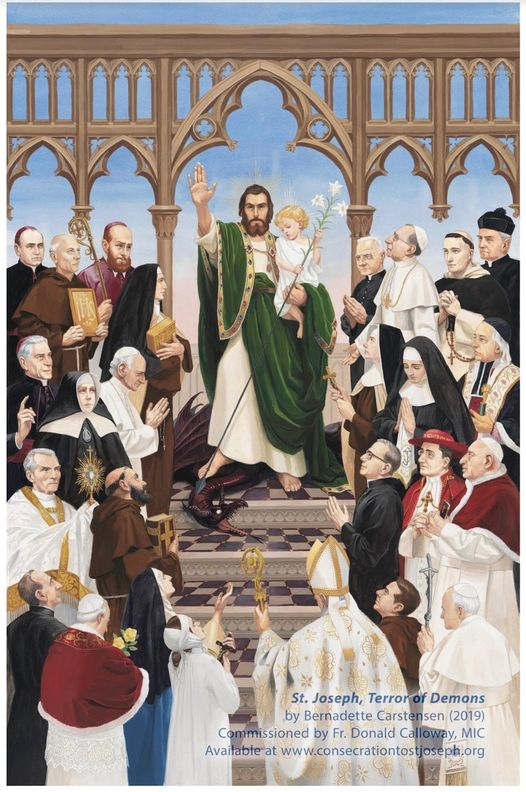 IHS
St. Joseph, Terror of Demons
by Bernadette Carstensen (2019)
Commissioned by Fr. Donald Calloway, MIC
Available at www.consecrationtostjoseph.org